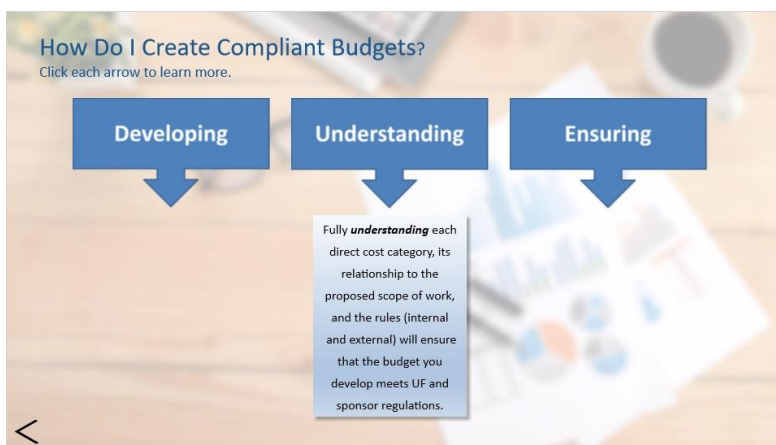 How Do I Create Compliant Budgets?
Click each arrow to learn more.
Developing
Understanding
Ensuring
Fully understanding each
direct cost category, its
relationship to the
proposed scope of work,
and the rules (internal
and external) will ensure
that the budget you
develop meets UF and
sponsor regulations.